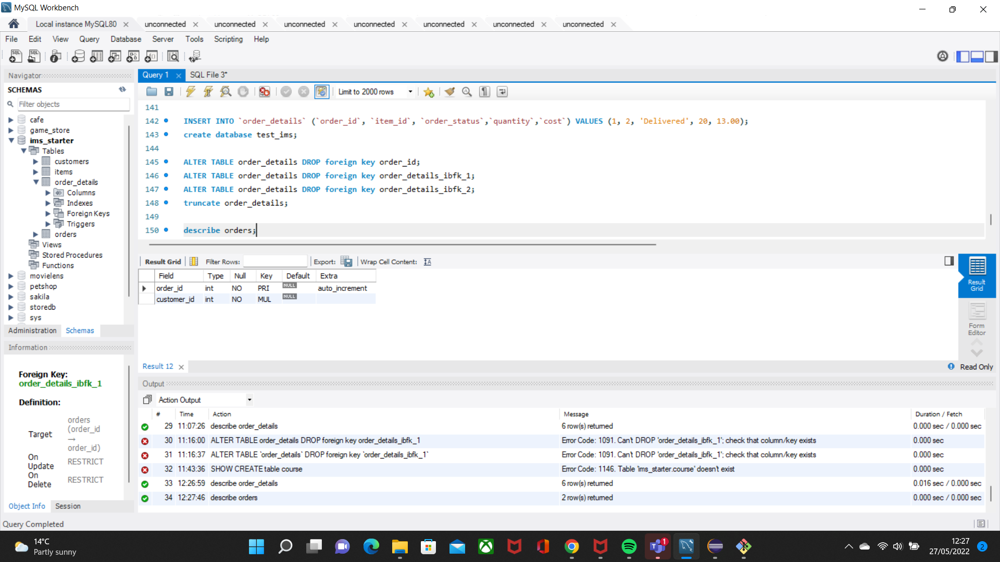 MySQL Workbench
Local instance MySQL80
unconnected
unconnected
unconnected
unconnected
unconnected
unconnected
unconnected
File Edit View Query Database Server Tools Scripting Help
Navigator
SCHEMAS
Filter objects
cafe
game_store
ims_starter
Tables
customers
items
order_details
Columns
Indexes
Foreign Keys
Triggers
orders
Views
Stored Procedures
Functions
movielens
petshop
sakila
storedb
sys
Administration Schemas
Information
Foreign Key:
order_details_ibfk_1
Definition:
Target orders (order_id → order_id)
On Update RESTRICT
On Delete RESTRICT
Object Info Session
Query Completed
Query 1 SQL File 3*
Limit to 2000 rows
141
142 INSERT INTO `order_details` (`order_id`, `item_id`, `order_status`,`quantity`,`cost`) VALUES (1, 2, 'Delivered', 20, 13.00);
143 create database test_ims;
144
145 ALTER TABLE order_details DROP foreign key order_id;
146 ALTER TABLE order_details DROP foreign key order_details_ibfk_1;
147 ALTER TABLE order_details DROP foreign key order_details_ibfk_2;
148 truncate order_details;
149
150 describe orders;
Result Grid Filter Rows: Export: Wrap Cell Content:
Field Type Null Key Default Extra
order_id int NO PRI NULL auto_increment
customer_id int NO MUL NULL
Result Grid
Form Editor
Result 12
Read Only
Output
Action Output
# Time Action Message Duration / Fetch
29 11:07:26 describe order_details 6 row(s) returned 0.000 sec / 0.000 sec
30 11:16:00 ALTER TABLE order_details DROP foreign key order_details_ibfk_1 Error Code: 1091. Can't DROP 'order_details_ibfk_1'; check that column/key exists 0.000 sec
31 11:16:37 ALTER TABLE `order_details` DROP foreign key `order_details_ibfk_1` Error Code: 1091. Can't DROP 'order_details_ibfk_1'; check that column/key exists 0.000 sec
32 11:43:36 SHOW CREATE table course Error Code: 1146. Table 'ims_starter.course' doesn't exist 0.000 sec
33 12:26:59 describe order_details 6 row(s) returned 0.016 sec / 0.000 sec
34 12:27:46 describe orders 2 row(s) returned 0.000 sec / 0.000 sec
14°C
Partly sunny
1
12:27
27/05/2022
2